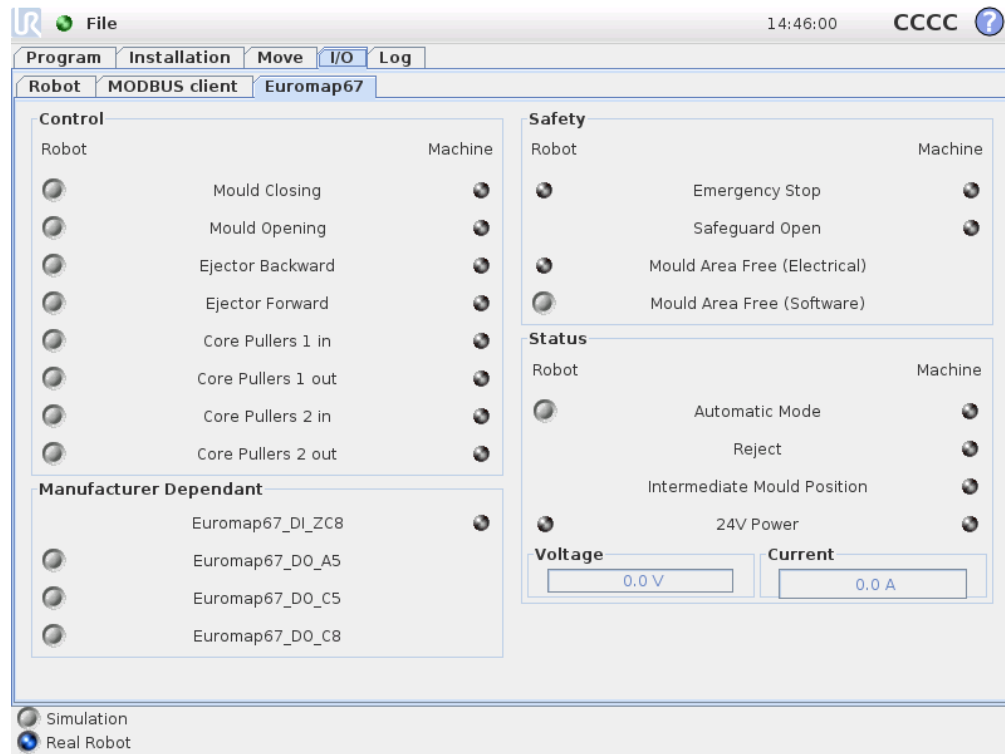 UR File 14:46:00 CCCC ?
Program Installation Move I/O Log
Robot MODBUS client Euromap67
Control
Robot Machine
Mould Closing
Mould Opening
Ejector Backward
Ejector Forward
Core Pullers 1 in
Core Pullers 1 out
Core Pullers 2 in
Core Pullers 2 out
Manufacturer Dependant
Euromap67_DI_ZC8
Euromap67_DO_A5
Euromap67_DO_C5
Euromap67_DO_C8
Safety
Robot Machine
Emergency Stop
Safeguard Open
Mould Area Free (Electrical)
Mould Area Free (Software)
Status
Robot Machine
Automatic Mode
Reject
Intermediate Mould Position
24V Power
Voltage Current
0.0 V 0.0 A
Simulation
Real Robot